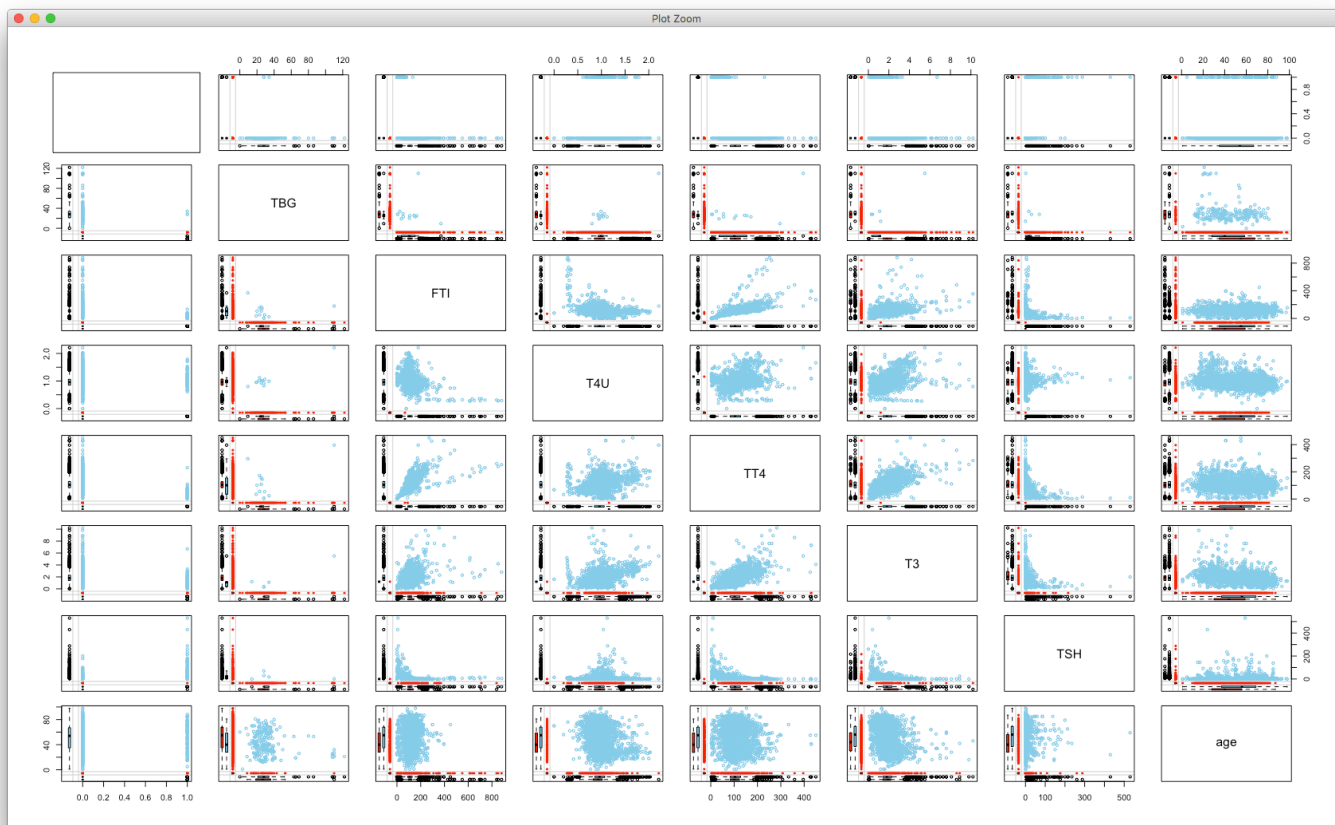 Plot Zoom
0 20 40 60 80 120
0.0 0.5 1.0 1.5 2.0
0 2 4 6 8 10
0 20 40 60 80 100
0.0 0.4 0.8
0 40 80 120
TBG
FTI
0 400 800
0.0 1.0 2.0
T4U
TT4
0 200 400
0 2 4 6 8
T3
TSH
0 200 400
0 40 80
age
0.0 0.2 0.4 0.6 0.8 1.0
0 200 400 600 800
0 100 200 300 400
0 100 300 500